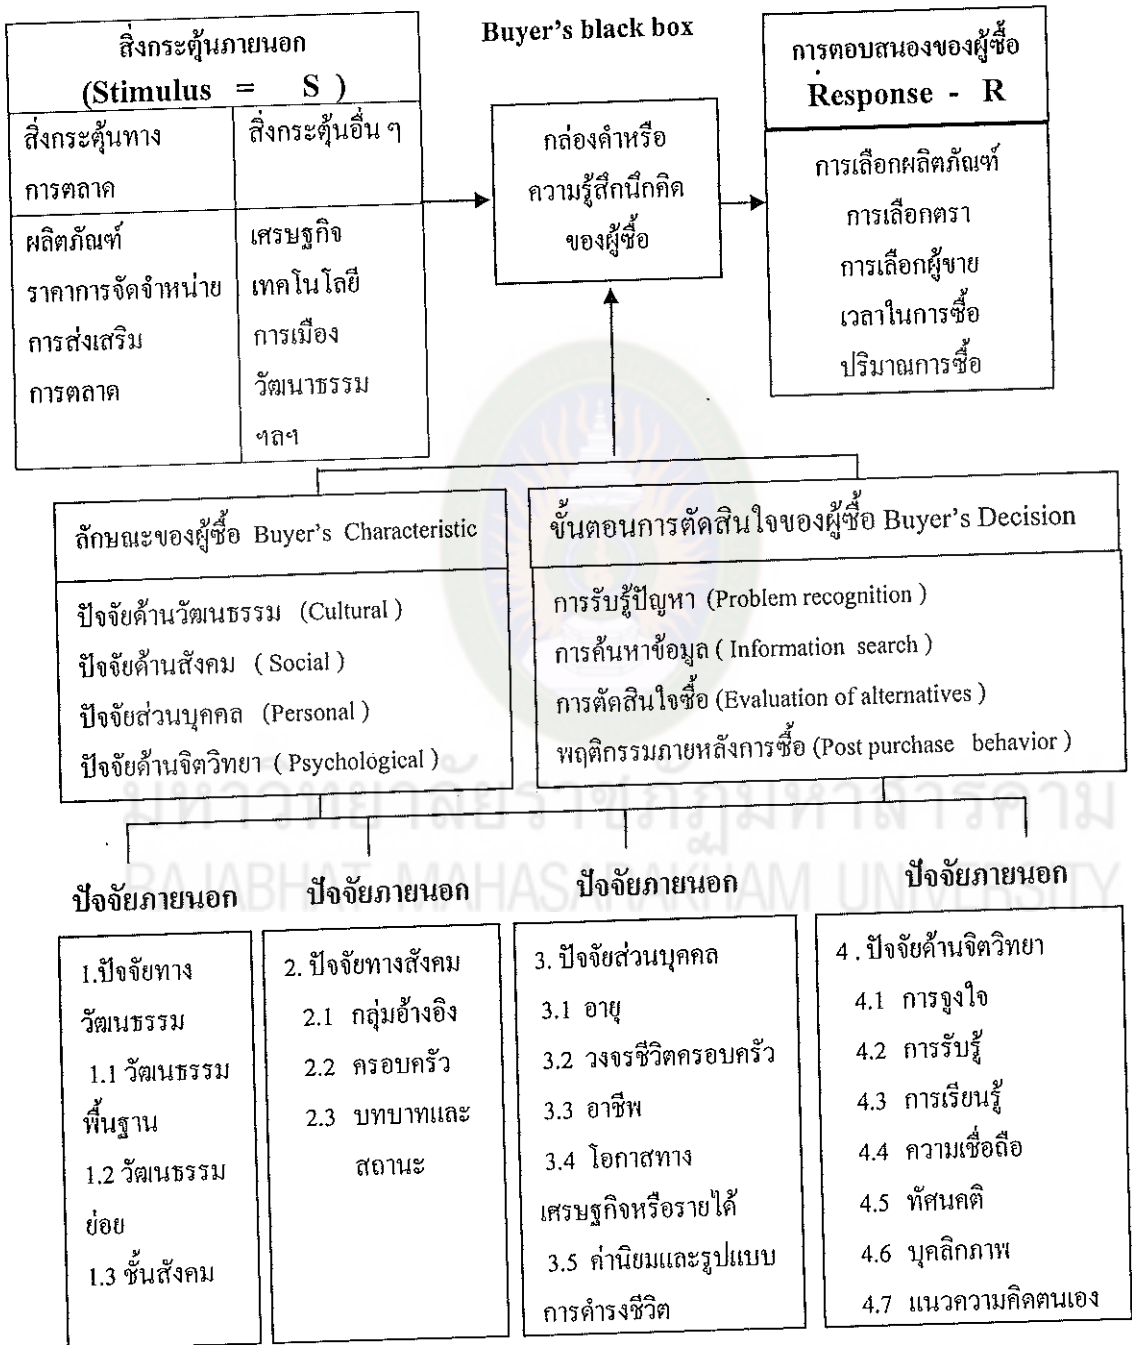 สิ่งกระตุ้นภายนอก
(Stimulus = S )
สิ่งกระตุ้นทาง
การตลาด
สิ่งกระตุ้นอื่น ๆ
ผลิตภัณฑ์
ราคาการจัดจำหน่าย
การส่งเสริม
การตลาด
เศรษฐกิจ
เทคโนโลยี
การเมือง
วัฒนาธรรม
ฯลฯ
Buyer's black box
กล่องดำหรือ
ความรู้สึกนึกคิด
ของผู้ซื้อ
การตอบสนองของผู้ซื้อ
Response - R
การเลือกผลิตภัณฑ์
การเลือกตรา
การเลือกผู้ขาย
เวลาในการซื้อ
ปริมาณการซื้อ
ลักษณะของผู้ซื้อ Buyer's Characteristic
ปัจจัยด้านวัฒนธรรม (Cultural )
ปัจจัยด้านสังคม ( Social )
ปัจจัยส่วนบุคคล (Personal )
ปัจจัยด้านจิตวิทยา ( Psychological )
ขั้นตอนการตัดสินใจของผู้ซื้อ Buyer's Decision
การรับรู้ปัญหา (Problem recognition )
การค้นหาข้อมูล ( Information search )
การตัดสินใจซื้อ (Evaluation of alternatives )
พฤติกรรมภายหลังการซื้อ (Post purchase behavior )
มหาวิทยาลัยราชภัฏมหาสารคาม
RAJABHAT MAHASARAKHAM UNIVERSITY
ปัจจัยภายนอก
1.ปัจจัยทาง
วัฒนธรรม
1.1 วัฒนธรรม
พื้นฐาน
1.2 วัฒนธรรม
ย่อย
1.3 ชั้นสังคม
ปัจจัยภายนอก
2. ปัจจัยทางสังคม
2.1 กลุ่มอ้างอิง
2.2 ครอบครัว
2.3 บทบาทและ
สถานะ
ปัจจัยภายนอก
3. ปัจจัยส่วนบุคคล
3.1 อายุ
3.2 วงจรชีวิตครอบครัว
3.3 อาชีพ
3.4 โอกาสทาง
เศรษฐกิจหรือรายได้
3.5 ค่านิยมและรูปแบบ
การดำรงชีวิต
ปัจจัยภายนอก
4 . ปัจจัยด้านจิตวิทยา
4.1 การจูงใจ
4.2 การรับรู้
4.3 การเรียนรู้
4.4 ความเชื่อถือ
4.5 ทัศนคติ
4.6 บุคลิกภาพ
4.7 แนวความคิดตนเอง